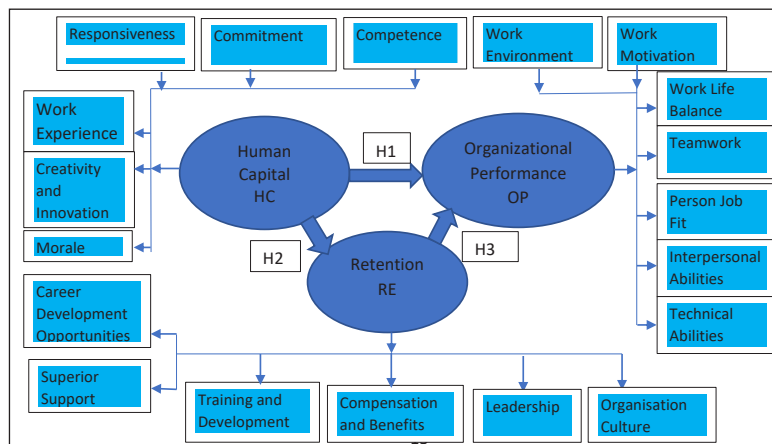 Responsiveness
Commitment
Competence
Work
Environment
Work
Motivation
Work
Experience
Creativity
and
Innovation
Morale
Human
Capital
HC
H1
Organizational
Performance
OP
H2
H3
Retention
RE
Work Life
Balance
Teamwork
Person Job
Fit
Interpersonal
Abilities
Technical
Abilities
Career
Development
Opportunities
Superior
Support
Training and
Development
Compensation
and Benefits
Leadership
Organisation
Culture